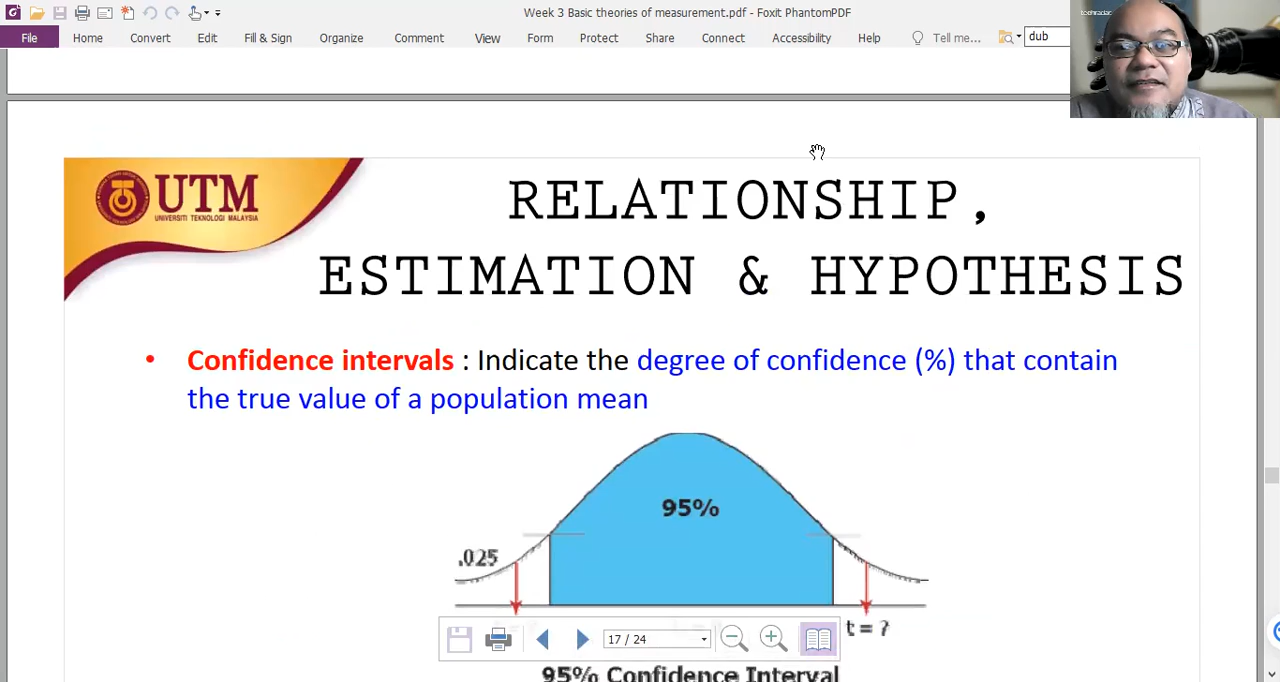 Week 3 Basic theories of measurement.pdf - Foxit PhantomPDF
File Home Convert Edit Fill & Sign Organize Comment View Form Protect Share Connect Accessibility Help Tell me... dub
UTM
UNIVERSITI TEKNOLOGI MALAYSIA
RELATIONSHIP,
ESTIMATION & HYPOTHESIS
• Confidence intervals : Indicate the degree of confidence (%) that contain
the true value of a population mean
95%
.025
t = ?
17 / 24
95% Confidence Interval